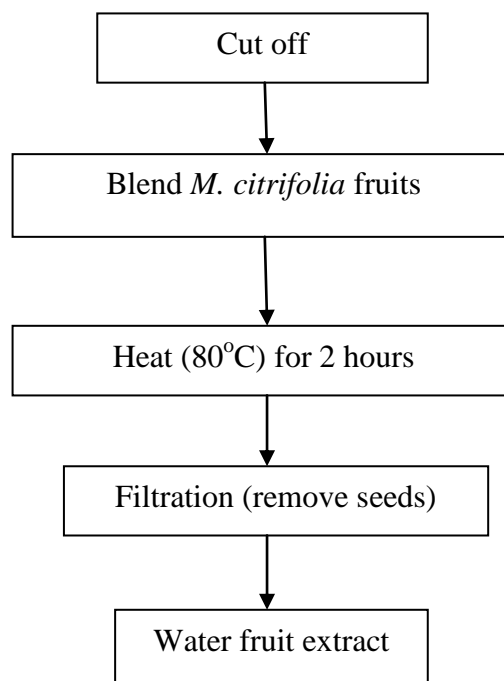 Cut off
Blend M. citrifolia fruits
Heat (80°C) for 2 hours
Filtration (remove seeds)
Water fruit extract